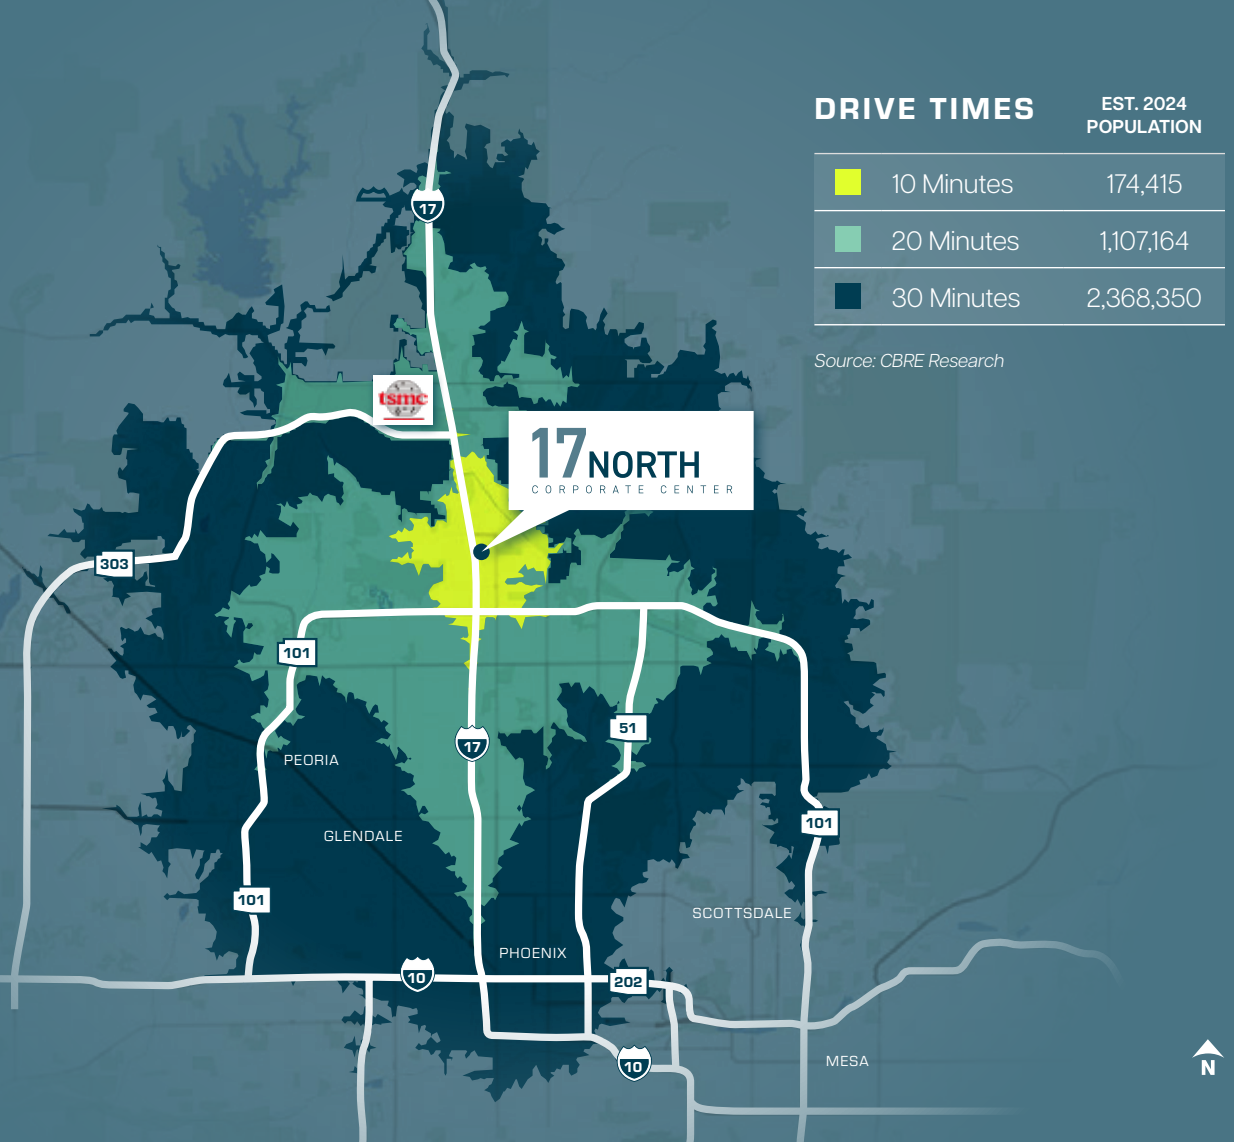 DRIVE TIMES
EST. 2024
POPULATION
10 Minutes 174,415
20 Minutes 1,107,164
30 Minutes 2,368,350
Source: CBRE Research
17
tsmc
17 NORTH
CORPORATE CENTER
303
101
51
17
PEORIA
101
GLENDALE
101
SCOTTSDALE
PHOENIX
10
202
10
MESA
N